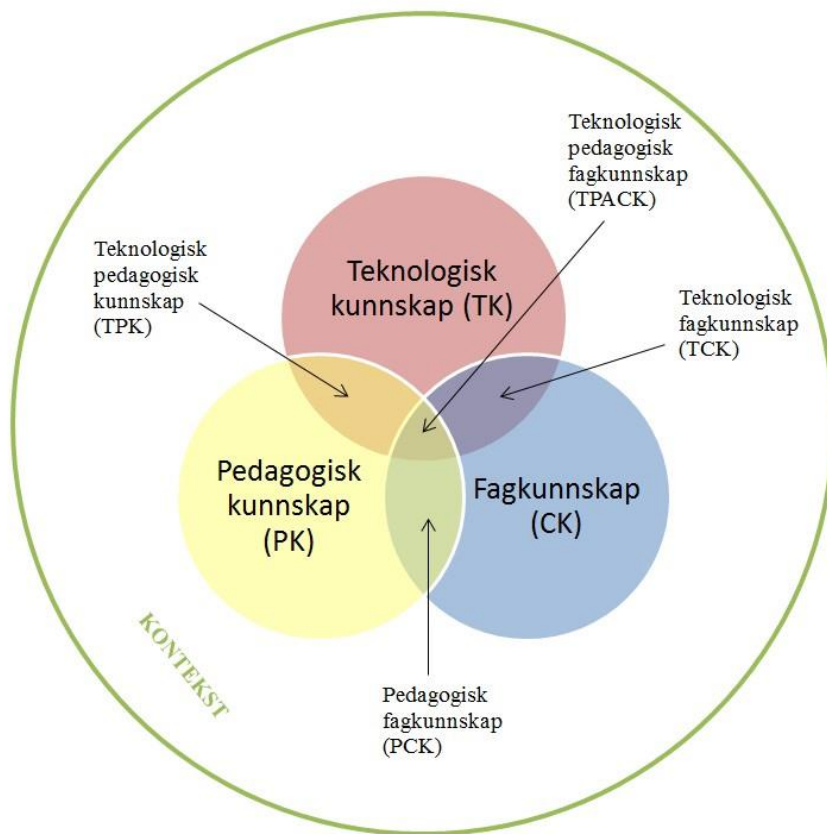 Teknologisk
pedagogisk
fagkunnskap
(TPACK)
Teknologisk
pedagogisk
kunnskap
(TPK)
Teknologisk
kunnskap (TK)
Teknologisk
fagkunnskap
(TCK)
Pedagogisk
kunnskap
(PK)
Fagkunnskap
(CK)
KONTEKST
Pedagogisk
fagkunnskap
(PCK)